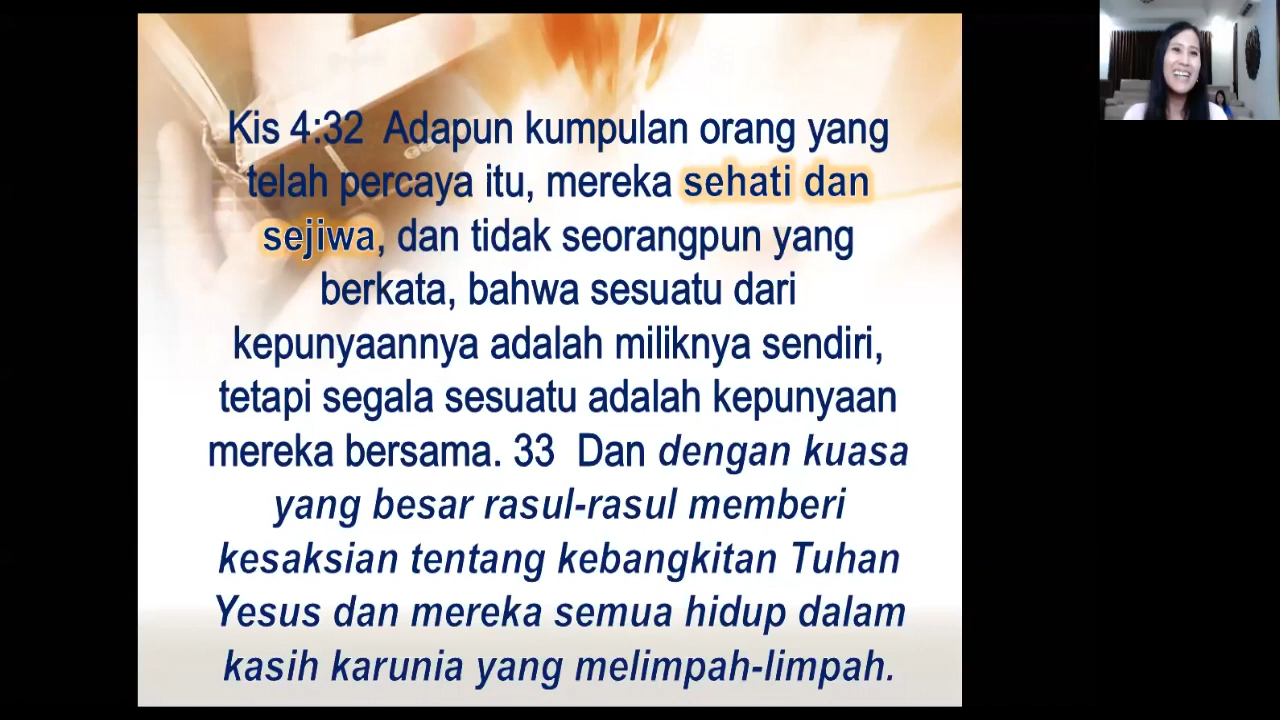 Kis 4:32 Adapun kumpulan orang yang
telah percaya itu, mereka sehati dan
sejiwa, dan tidak seorangpun yang
berkata, bahwa sesuatu dari
kepunyaannya adalah miliknya sendiri,
tetapi segala sesuatu adalah kepunyaan
mereka bersama. 33 Dan dengan kuasa
yang besar rasul-rasul memberi
kesaksian tentang kebangkitan Tuhan
Yesus dan mereka semua hidup dalam
kasih karunia yang melimpah-limpah.